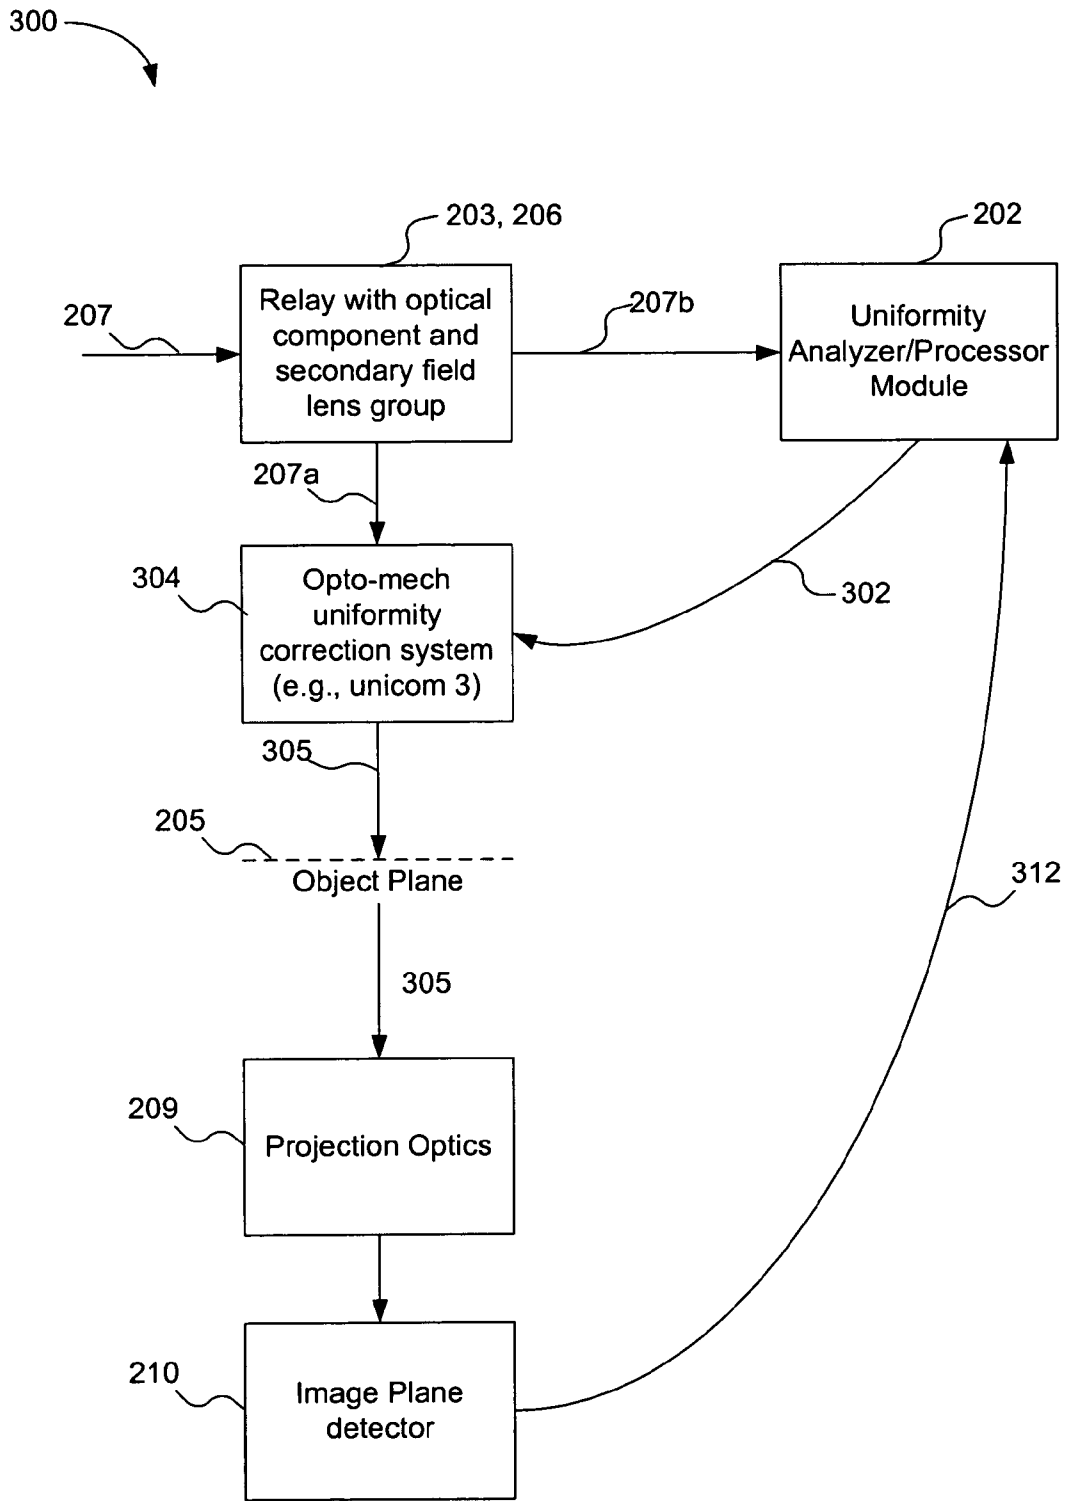 300
203, 206
202
207
Relay with optical
component and
secondary field
lens group
207b
Uniformity
Analyzer/Processor
Module
207a
304
Opto-mech
uniformity
correction system
(e.g., unicom 3)
302
305
205
Object Plane
312
305
209
Projection Optics
210
Image Plane
detector